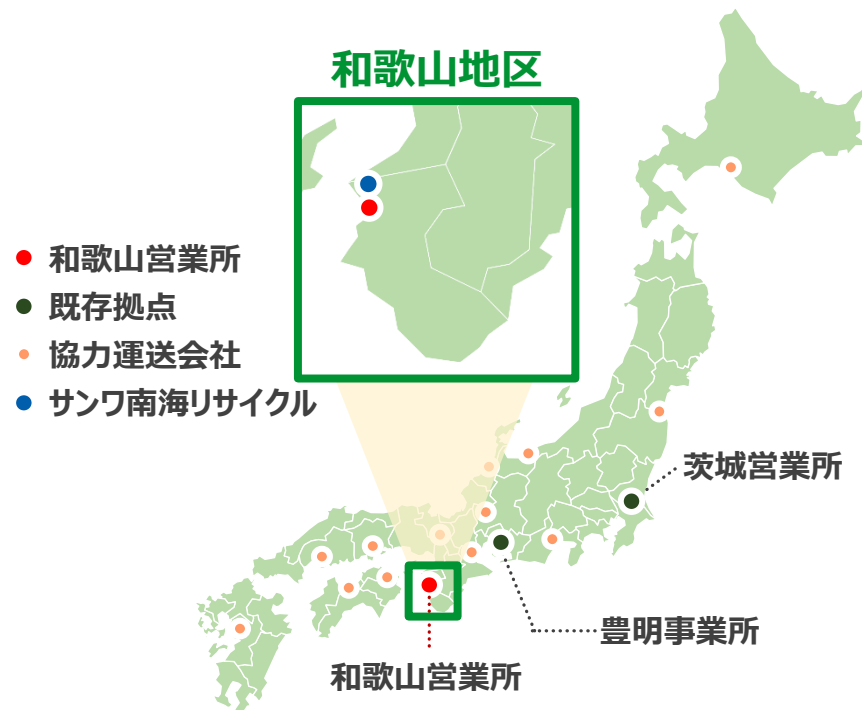 和歌山地区
和歌山営業所
既存拠点
協力運送会社
サンワ南海リサイクル
茨城営業所
豊明事業所
和歌山営業所